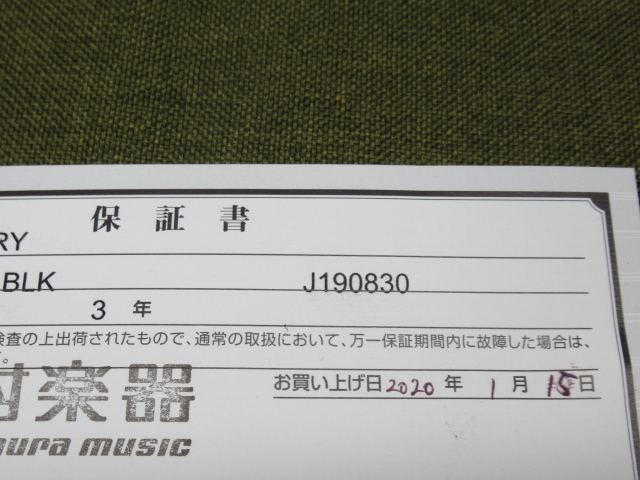 保証書
RY
BLK J190830
3 年
検査の上出荷されたもので、通常の取扱において、万一保証期間内に故障した場合は、
す。
お買い上げ日 2020 年 1 月 15 日
村楽器
mura music